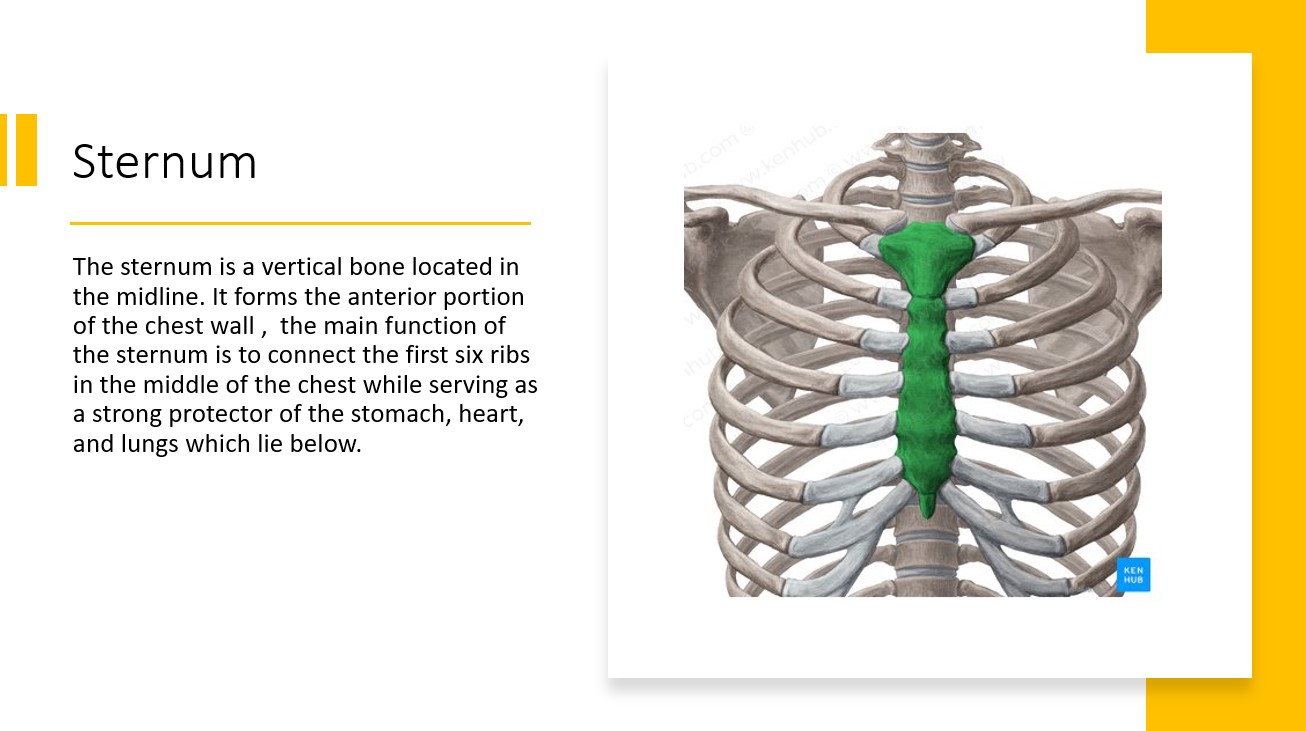 Sternum
The sternum is a vertical bone located in
the midline. It forms the anterior portion
of the chest wall ,  the main function of
the sternum is to connect the first six ribs
in the middle of the chest while serving as
a strong protector of the stomach, heart,
and lungs which lie below.
KEN
HUB